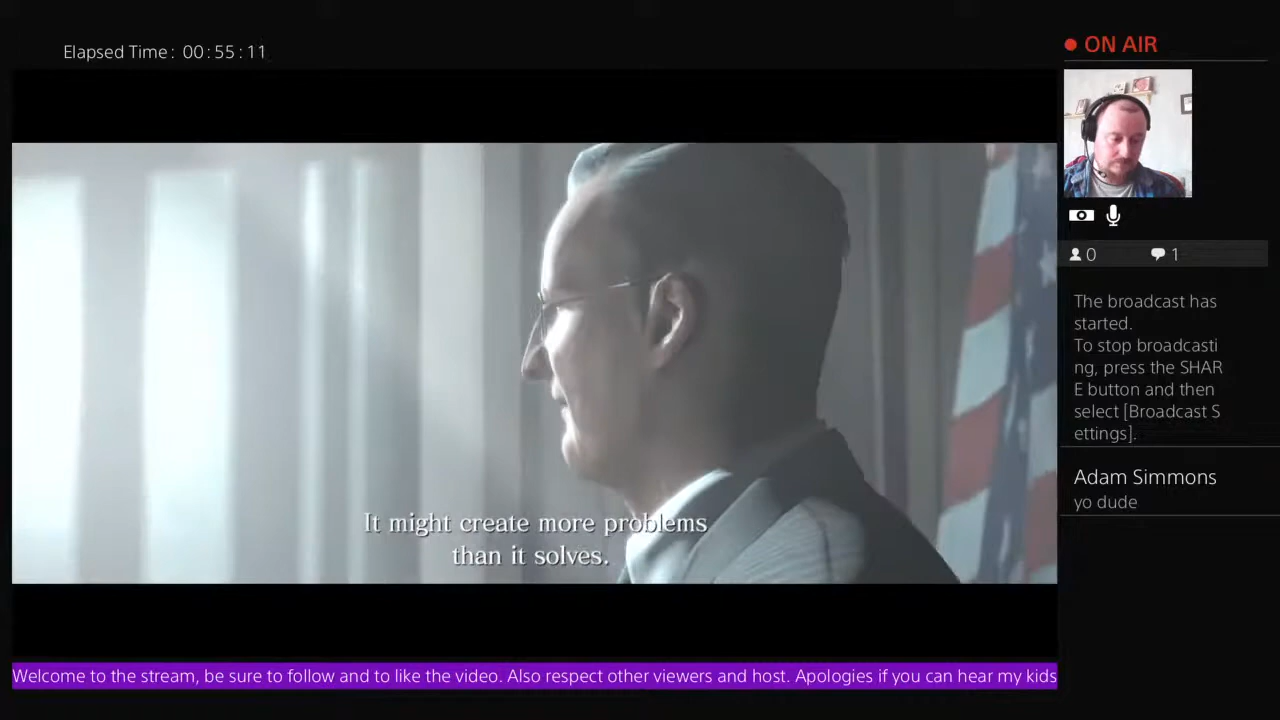 Elapsed Time: 00:55:11
ON AIR
0
1
The broadcast has
started.
To stop broadcasti
ng, press the SHAR
E button and then
select [Broadcast S
ettings].
Adam Simmons
yo dude
It might create more problems
than it solves.
Welcome to the stream, be sure to follow and to like the video. Also respect other viewers and host. Apologies if you can hear my kids